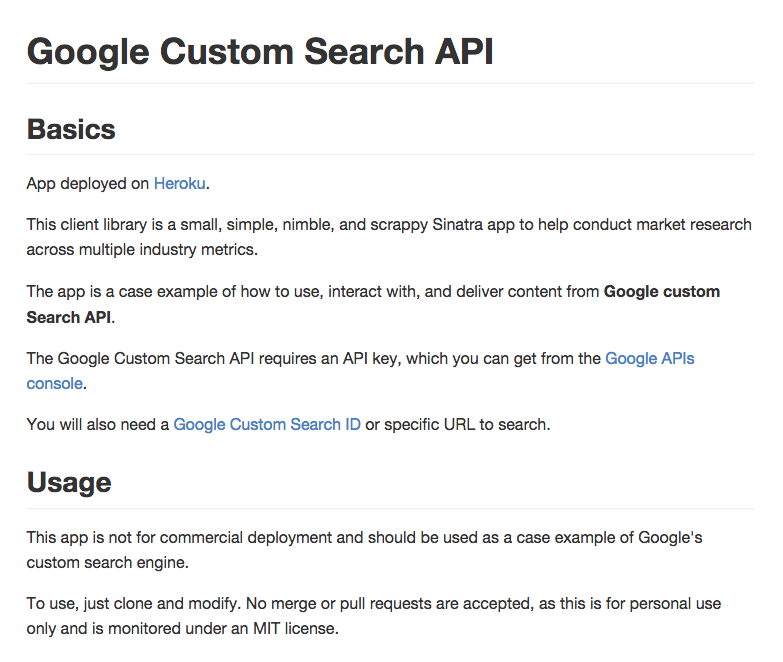 Google Custom Search API
Basics
App deployed on Heroku.
This client library is a small, simple, nimble, and scrappy Sinatra app to help conduct market research
across multiple industry metrics.
The app is a case example of how to use, interact with, and deliver content from Google custom
Search API.
The Google Custom Search API requires an API key, which you can get from the Google APIs
console.
You will also need a Google Custom Search ID or specific URL to search.
Usage
This app is not for commercial deployment and should be used as a case example of Google's
custom search engine.
To use, just clone and modify. No merge or pull requests are accepted, as this is for personal use
only and is monitored under an MIT license.